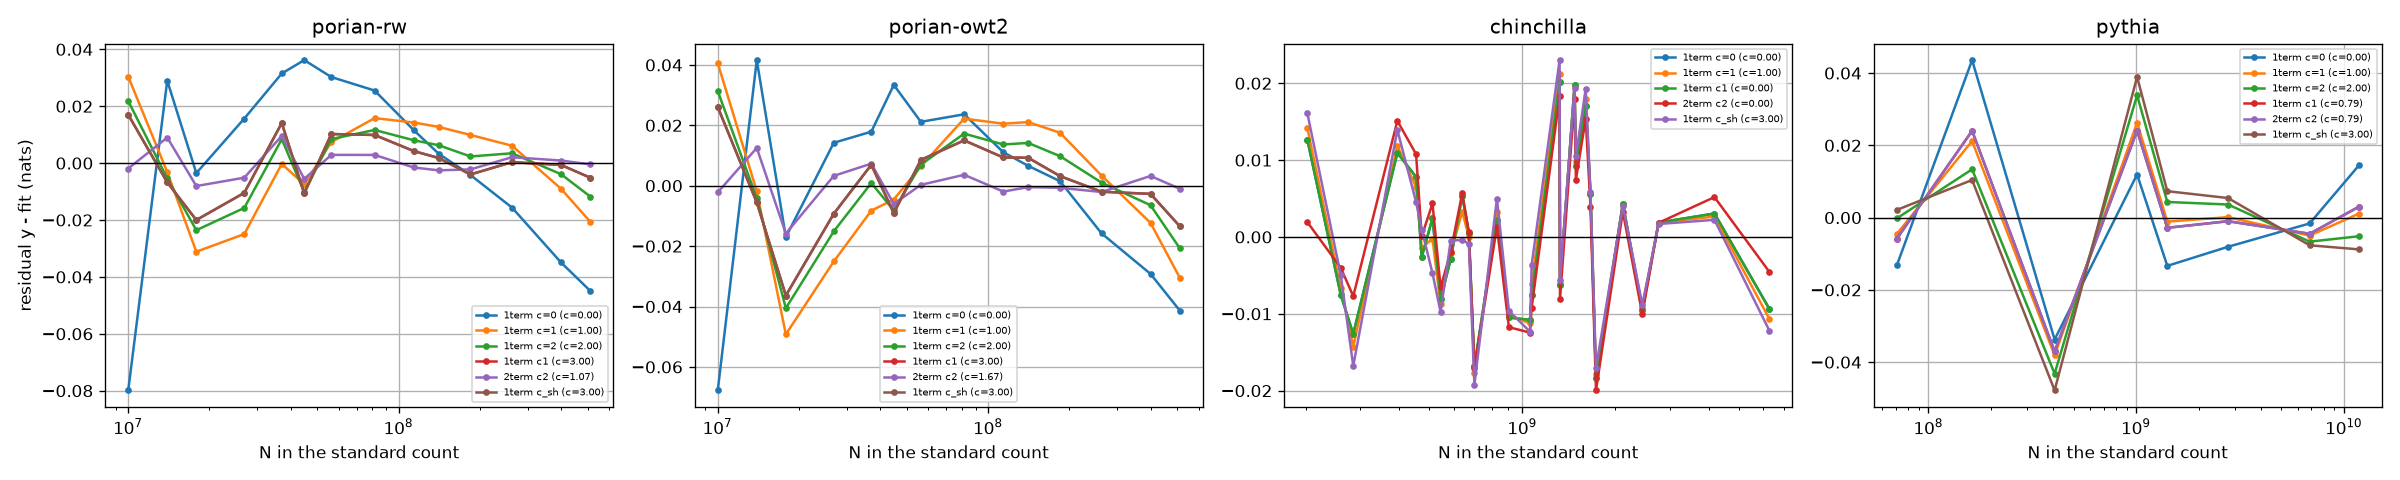 porian-rw
residual y - fit (nats)
0.04
0.02
0.00
−0.02
−0.04
−0.06
−0.08
1term c=0 (c=0.00)
1term c=1 (c=1.00)
1term c=2 (c=2.00)
1term c1 (c=3.00)
2term c2 (c=1.07)
1term c_sh (c=3.00)
10⁷ 10⁸
N in the standard count
porian-owt2
0.04
0.02
0.00
−0.02
−0.04
−0.06
1term c=0 (c=0.00)
1term c=1 (c=1.00)
1term c=2 (c=2.00)
1term c1 (c=3.00)
2term c2 (c=1.67)
1term c_sh (c=3.00)
10⁷ 10⁸
N in the standard count
chinchilla
0.02
0.01
0.00
−0.01
−0.02
1term c=0 (c=0.00)
1term c=1 (c=1.00)
1term c1 (c=0.00)
2term c2 (c=0.00)
1term c_sh (c=3.00)
10⁹
N in the standard count
pythia
0.04
0.02
0.00
−0.02
−0.04
1term c=0 (c=0.00)
1term c=1 (c=1.00)
1term c=2 (c=2.00)
1term c1 (c=0.79)
2term c2 (c=0.79)
1term c_sh (c=3.00)
10⁸ 10⁹ 10¹⁰
N in the standard count